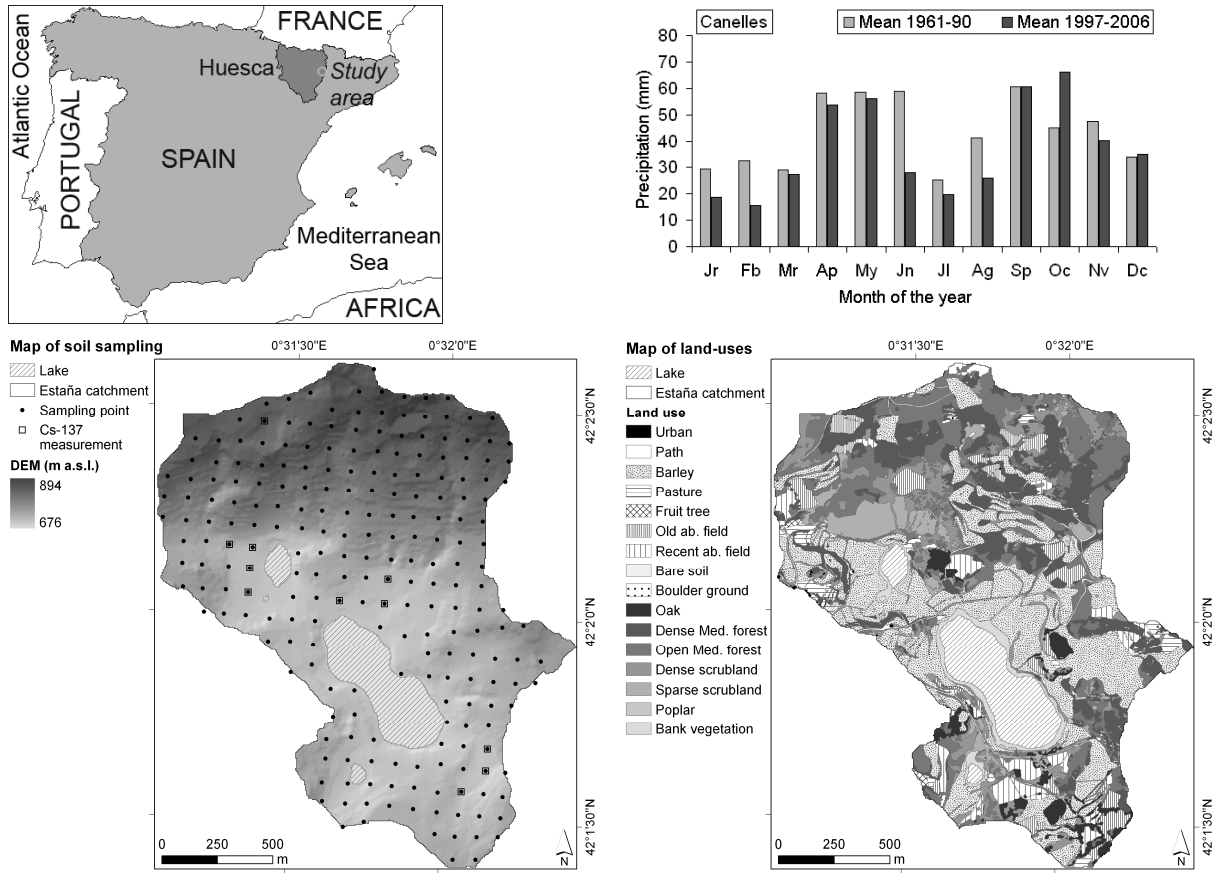 FRANCE
Atlantic Ocean
Huesca
Study
area
PORTUGAL
SPAIN
Mediterranean
Sea
AFRICA
Canelles
Mean 1961-90
Mean 1997-2006
Precipitation (mm)
80
70
60
50
40
30
20
10
0
Jr Fb Mr Ap My Jn Jl Ag Sp Oc Nv Dc
Month of the year
Map of soil sampling
Lake
Estaña catchment
Sampling point
Cs-137
measurement
DEM (m a.s.l.)
894
676
0°31'30"E
0°32'0"E
42°2'30"N
42°2'0"N
42°1'30"N
0 250 500
m
N
Map of land-uses
Lake
Estaña catchment
Land use
Urban
Path
Barley
Pasture
Fruit tree
Old ab. field
Recent ab. field
Bare soil
Boulder ground
Oak
Dense Med. forest
Open Med. forest
Dense scrubland
Sparse scrubland
Poplar
Bank vegetation
0°31'30"E
0°32'0"E
42°2'30"N
42°2'0"N
42°1'30"N
0 250 500
m
N